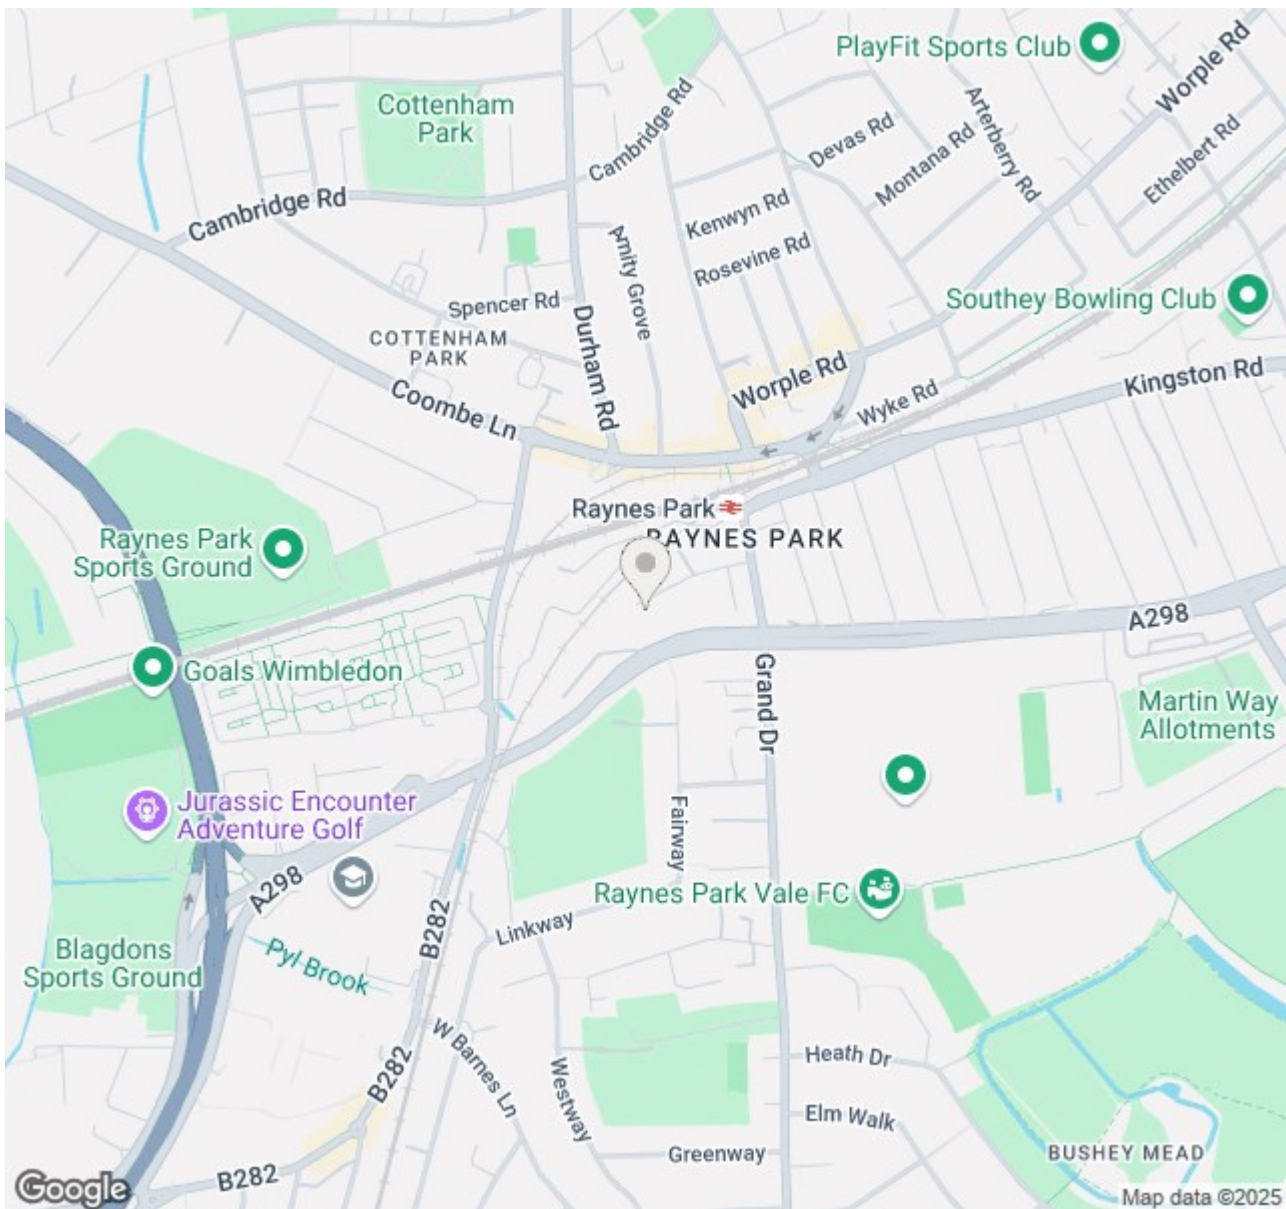 PlayFit Sports Club
Worple Rd
Cottenham
Park
Cambridge Rd
Devas Rd
Montana Rd
Arterberry Rd
Ethelbert Rd
Cambridge Rd
Kenwyn Rd
Rosevine Rd
Amity Grove
Spencer Rd
Southey Bowling Club
COTTENHAM
PARK
Durham Rd
Worple Rd
Kingston Rd
Coombe Ln
Wyke Rd
Raynes Park
RAYNES PARK
Raynes Park
Sports Ground
A298
Goals Wimbledon
Grand Dr
Martin Way
Allotments
Jurassic Encounter
Adventure Golf
Fairway
A298
Raynes Park Vale FC
B282
Linkway
Blagdons
Sports Ground
Pyl Brook
W Barnes Ln
Westway
Heath Dr
B282
Elm Walk
Greenway
BUSHEY MEAD
B282
Google
Map data ©2025